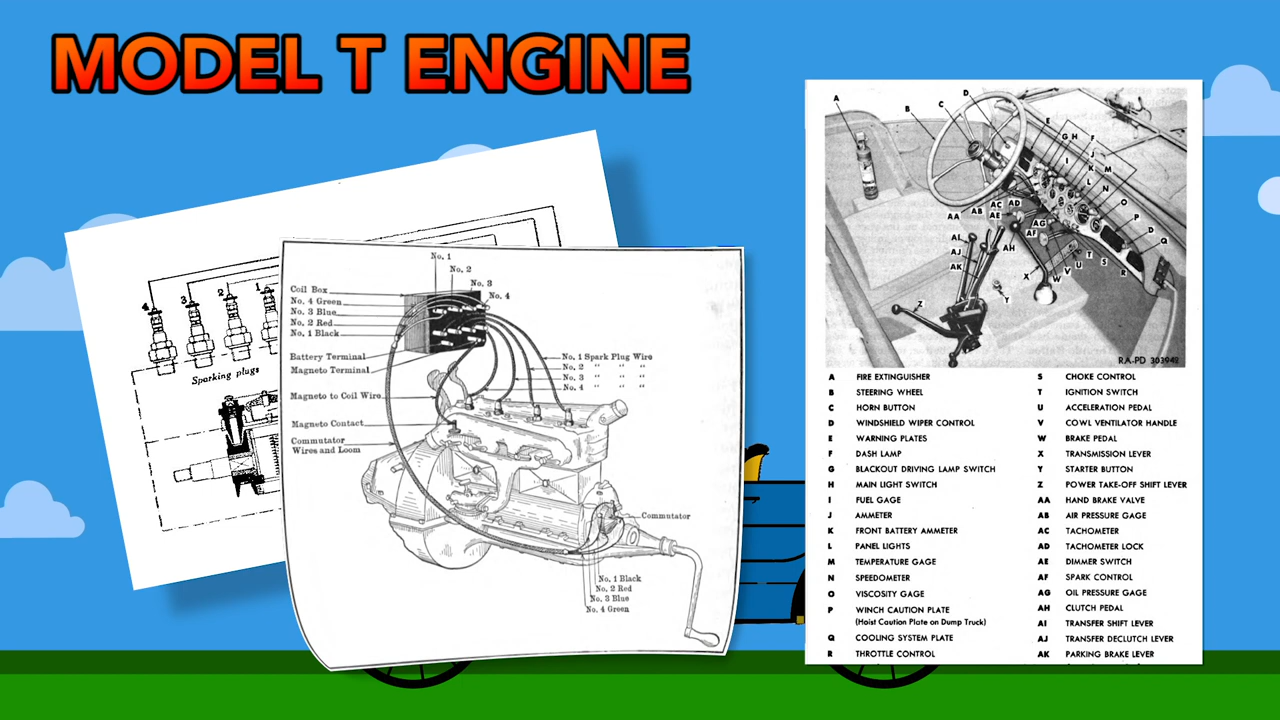 MODEL T ENGINE
4
3
2
1
Sparking plugs
No. 1
No. 2
No. 3
No. 4
Coil Box
No. 4 Green
No. 3 Blue
No. 2 Red
No. 1 Black
Battery Terminal
Magneto Terminal
Magneto to Coil Wire
Magneto Contact
Commutator
Wires and Loom
No. 1 Spark Plug Wire
No. 2 " " "
No. 3 " " "
No. 4 " " "
Commutator
No. 1 Black
No. 2 Red
No. 3 Blue
No. 4 Green
A
B
C
D
E
G H F
J
I K M
L N
O
P
D
Q
AA AB AC AD
AE
AG
AF
AH
AI
AJ
AK
X
Y
Z
W V U T S R
RA PD 303942
A FIRE EXTINGUISHER
B STEERING WHEEL
C HORN BUTTON
D WINDSHIELD WIPER CONTROL
E WARNING PLATES
F DASH LAMP
G BLACKOUT DRIVING LAMP SWITCH
H MAIN LIGHT SWITCH
I FUEL GAGE
J AMMETER
K FRONT BATTERY AMMETER
L PANEL LIGHTS
M TEMPERATURE GAGE
N SPEEDOMETER
O VISCOSITY GAGE
P WINCH CAUTION PLATE
(Hoist Caution Plate on Dump Truck)
Q COOLING SYSTEM PLATE
R THROTTLE CONTROL
S CHOKE CONTROL
T IGNITION SWITCH
U ACCELERATION PEDAL
V COWL VENTILATOR HANDLE
W BRAKE PEDAL
X TRANSMISSION LEVER
Y STARTER BUTTON
Z POWER TAKE-OFF SHIFT LEVER
AA HAND BRAKE VALVE
AB AIR PRESSURE GAGE
AC TACHOMETER
AD TACHOMETER LOCK
AE DIMMER SWITCH
AF SPARK CONTROL
AG OIL PRESSURE GAGE
AH CLUTCH PEDAL
AI TRANSFER SHIFT LEVER
AJ TRANSFER DECLUTCH LEVER
AK PARKING BRAKE LEVER